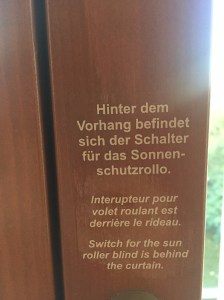 Hinter dem
Vorhang befindet
sich der Schalter
für das Sonnen-
schutzrollo.
Interupteur pour
volet roulant est
derrière le rideau.
Switch for the sun
roller blind is behind
the curtain.